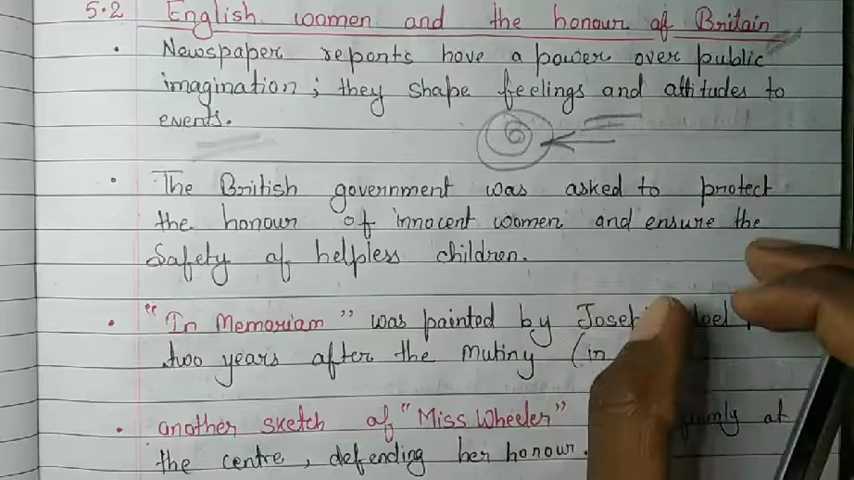 5.2 English women and the honour of Britain
• Newspaper reports have a power over public
imagination; they shape feelings and attitudes to
events.
• The British government was asked to protect
the honour of innocent women and ensure the
Safety of helpless children.
• "In Memoriam" was painted by
two years after the mutiny (in
• another sketch of "Miss Wheeler" at
the centre, defending her honour.